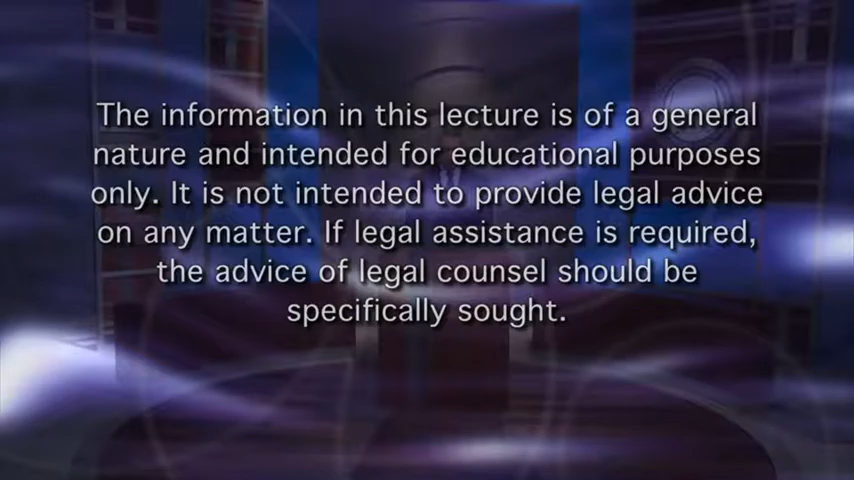 The information in this lecture is of a general
nature and intended for educational purposes
only. It is not intended to provide legal advice
on any matter. If legal assistance is required,
the advice of legal counsel should be
specifically sought.